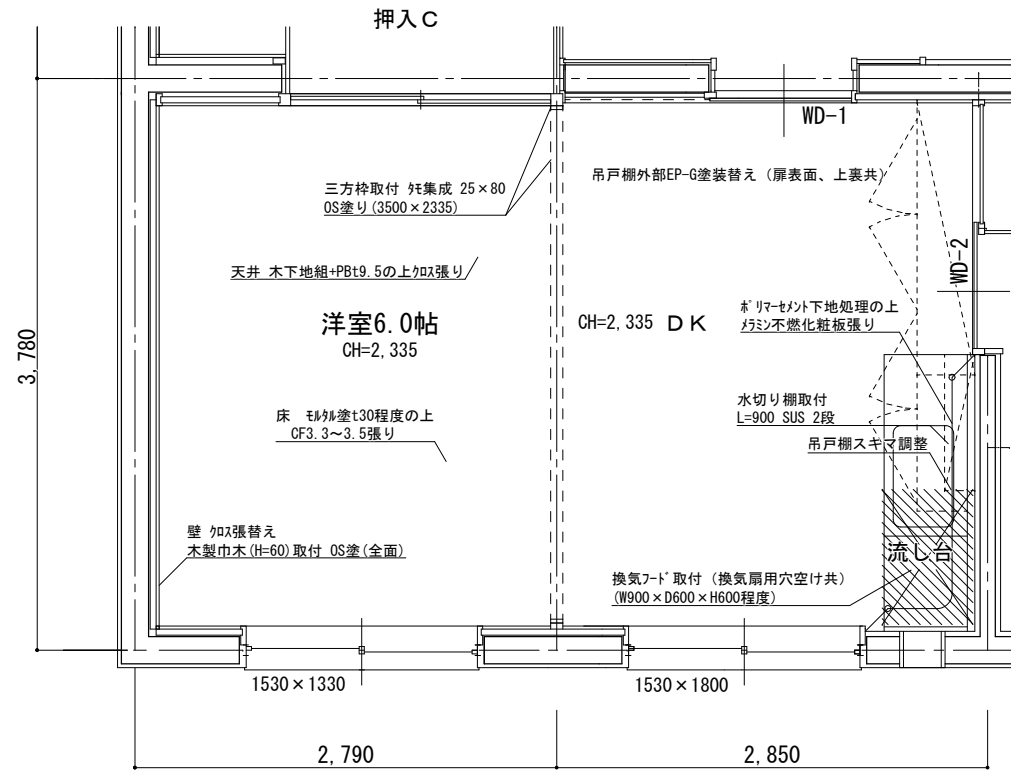 押入C
WD-1
吊戸棚外部EP-G塗装替え（扉表面、上裏共）
三方枠取付 ﾀﾓ集成 25×80
OS塗り(3500×2335)
WD-2
天井 木下地組+PBt9.5の上ｸﾛｽ張り
ﾎﾟﾘﾏｰｾﾒﾝﾄ下地処理の上
ﾒﾗﾐﾝ不燃化粧板張り
洋室6.0帖
CH=2,335
CH=2,335 DK
3,780
水切り棚取付
L=900 SUS 2段
床 ﾓﾙﾀﾙ塗t30程度の上
CF3.3～3.5張り
吊戸棚スキマ調整
壁 ｸﾛｽ張替え
木製巾木(H=60)取付 OS塗(全面)
流し台
換気ﾌｰﾄﾞ取付（換気扇用穴空け共）
(W900×D600×H600程度)
1530×1330
1530×1800
2,790
2,850